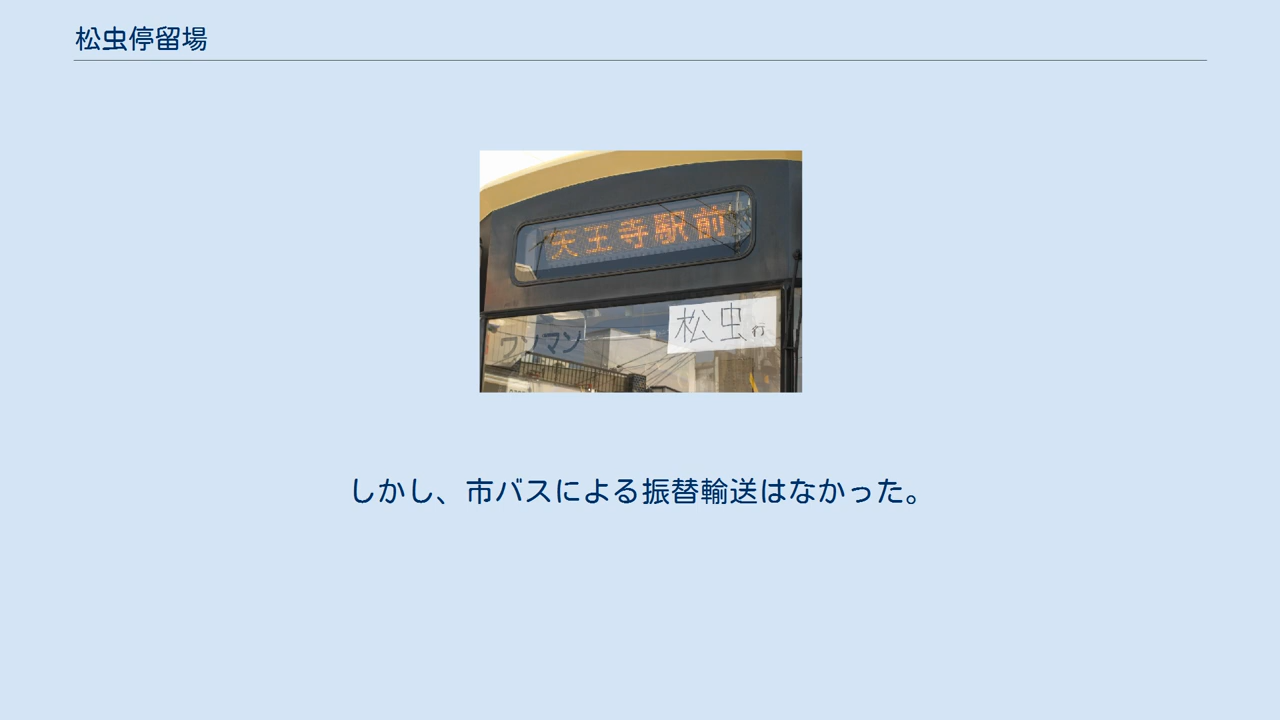 松虫停留場
天王寺駅前
松虫行
ワンマン
しかし、市バスによる振替輸送はなかった。